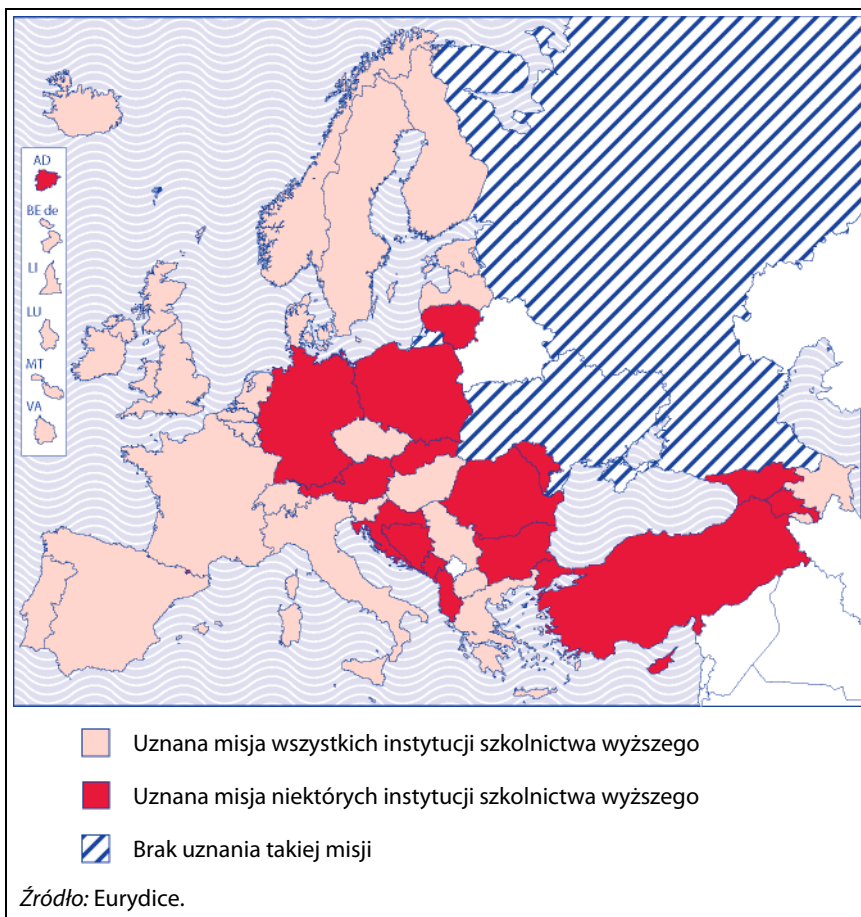 AD
BE de
LI
LU
MT
VA
Uznana misja wszystkich instytucji szkolnictwa wyższego
Uznana misja niektórych instytucji szkolnictwa wyższego
Brak uznania takiej misji
Źródło: Eurydice.